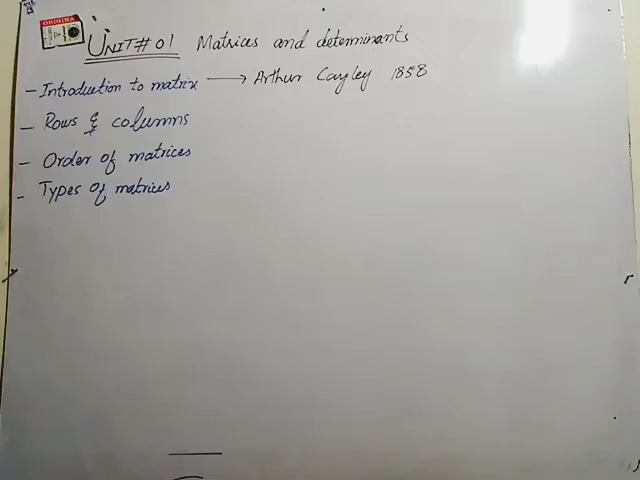 ORIGINA
UNIT# 01 Matrices and determinants
- Introduction to matrix → Arthur Cayley 1858
- Rows & columns
- Order of matrices
- Types of matrices